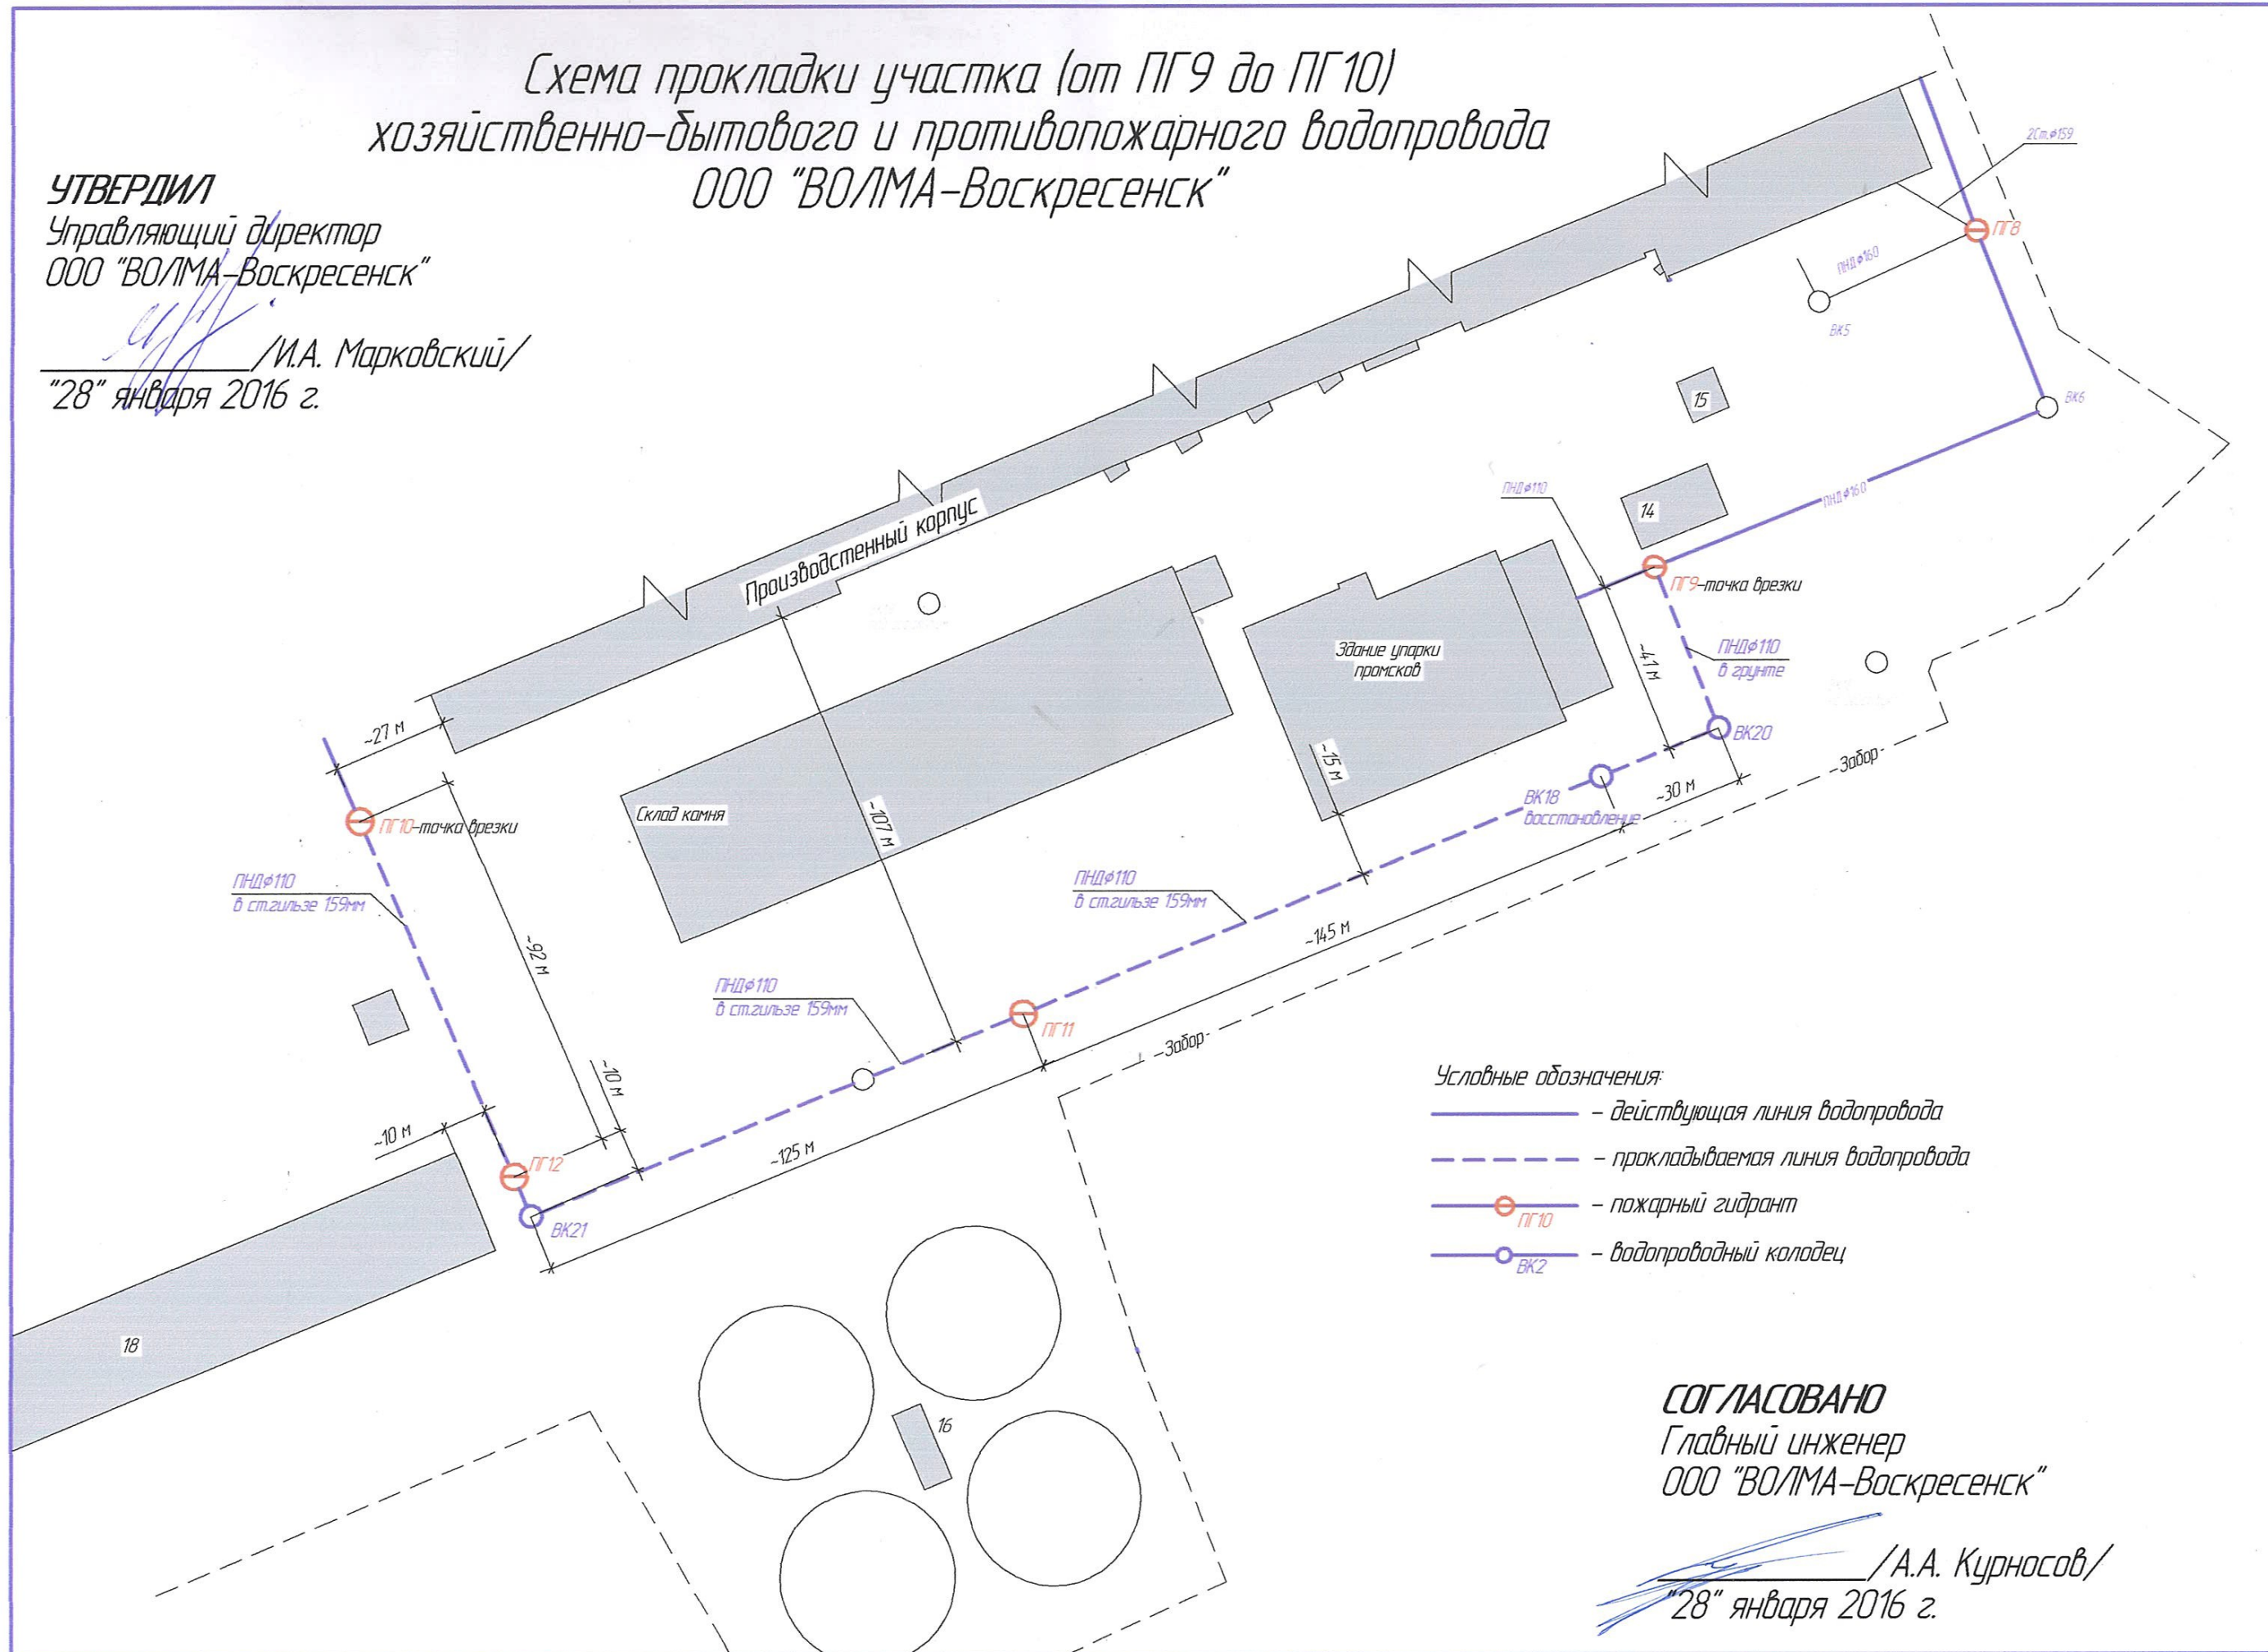 Схема прокладки участка (от ПГ9 до ПГ10)
хозяйственно-бытового и противопожарного водопровода
ООО "ВОЛМА-Воскресенск"
УТВЕРДИЛ
Управляющий директор
ООО "ВОЛМА-Воскресенск"
/И.А. Марковский/
"28" января 2016 г.
2Ст.ф159
ПГ8
ПНДф160
ВК5
ВК6
15
ПНДф110
14
ПНДф160
ПГ9-точка врезки
Производстенный корпус
Здание упарки
промсков
~41 м
ПНДф110
в грунте
ВК20
~27 м
~15 м
Забор
ВК18
восстановление
~30 м
Склад камня
~107 м
ПГ10-точка врезки
ПНДф110
в ст.гильзе 159мм
ПНДф110
в ст.гильзе 159мм
~92 м
~145 м
ПНДф110
в ст.гильзе 159мм
ПГ11
Забор
~10 м
~10 м
~125 м
ПГ12
ВК21
18
16
Условные обозначения:
- действующая линия водопровода
- прокладываемая линия водопровода
ПГ10
- пожарный гидрант
ВК2
- водопроводный колодец
СОГЛАСОВАНО
Главный инженер
ООО "ВОЛМА-Воскресенск"
/А.А. Курносов/
"28" января 2016 г.